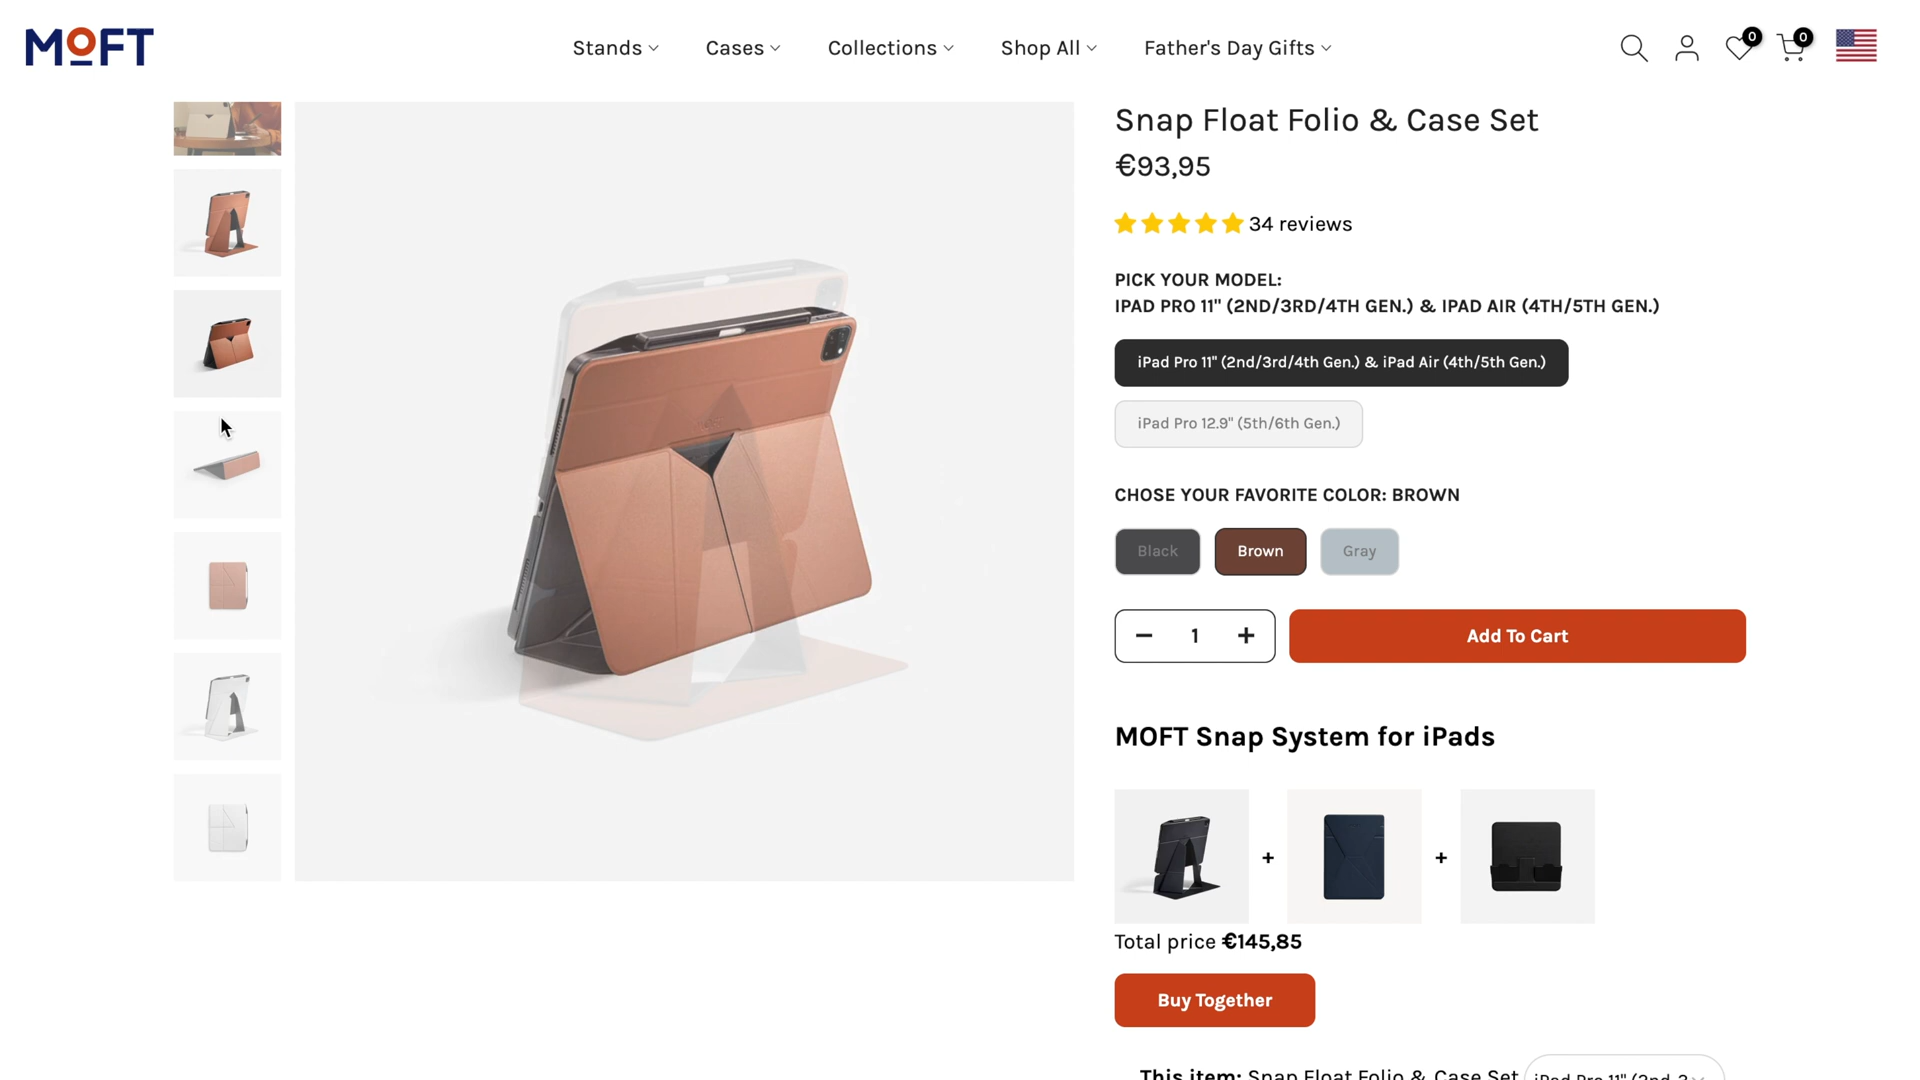 MOFT
Stands
Cases
Collections
Shop All
Father's Day Gifts
0
0
Snap Float Folio & Case Set
€93,95
34 reviews
PICK YOUR MODEL:
IPAD PRO 11" (2ND/3RD/4TH GEN.) & IPAD AIR (4TH/5TH GEN.)
iPad Pro 11" (2nd/3rd/4th Gen.) & iPad Air (4th/5th Gen.)
iPad Pro 12.9" (5th/6th Gen.)
CHOSE YOUR FAVORITE COLOR: BROWN
Black
Brown
Gray
− 1 +
Add To Cart
MOFT Snap System for iPads
+
+
Total price €145,85
Buy Together
This item: Snap Float Folio & Case Set
iPad Pro 11" (2nd